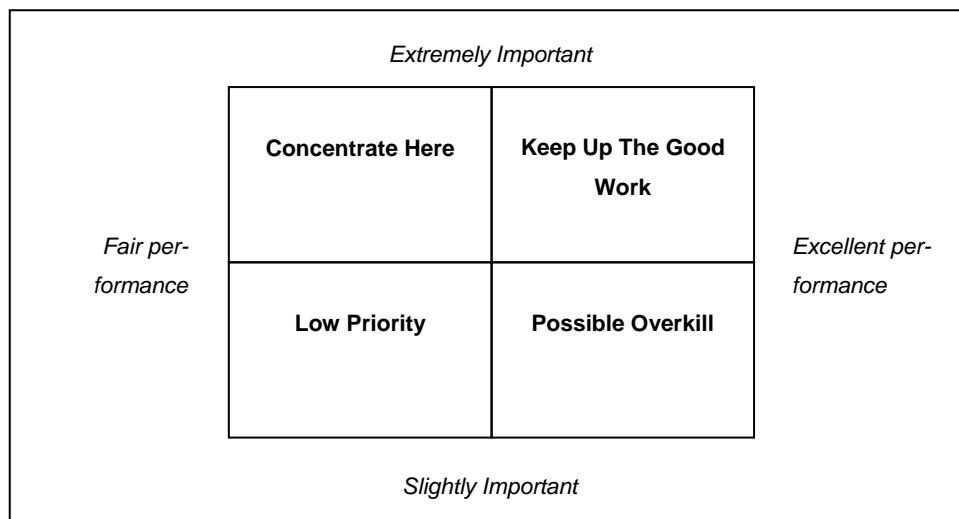 Extremely Important
Concentrate Here
Keep Up The Good
Work
Fair per-
formance
Excellent per-
formance
Low Priority
Possible Overkill
Slightly Important